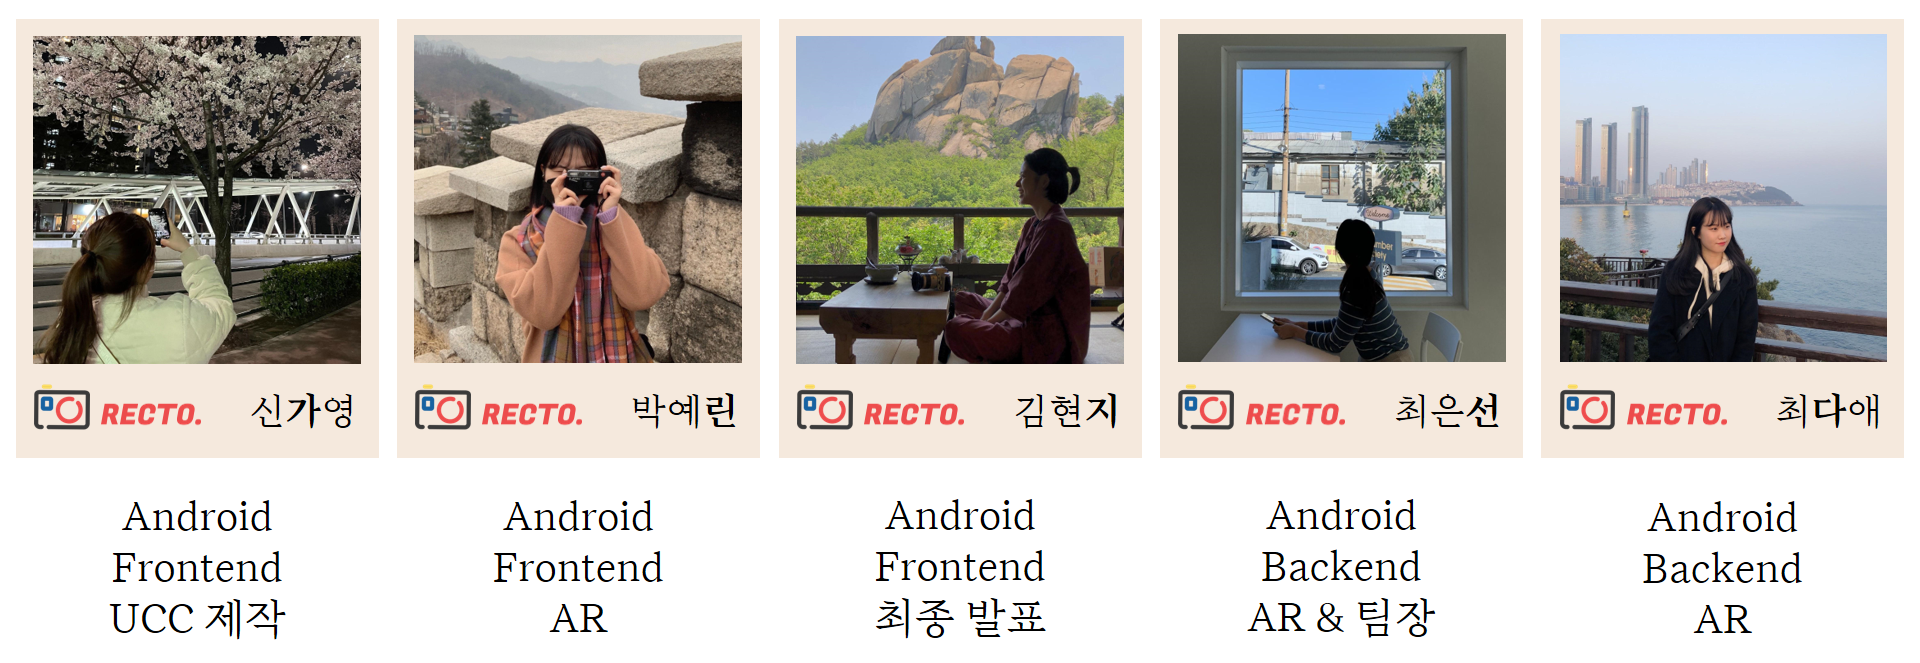 RECTO. 신가영
RECTO. 박예린
RECTO. 김현지
RECTO. 최은선
RECTO. 최다애
Android
Frontend
UCC 제작
Android
Frontend
AR
Android
Frontend
최종 발표
Android
Backend
AR & 팀장
Android
Backend
AR